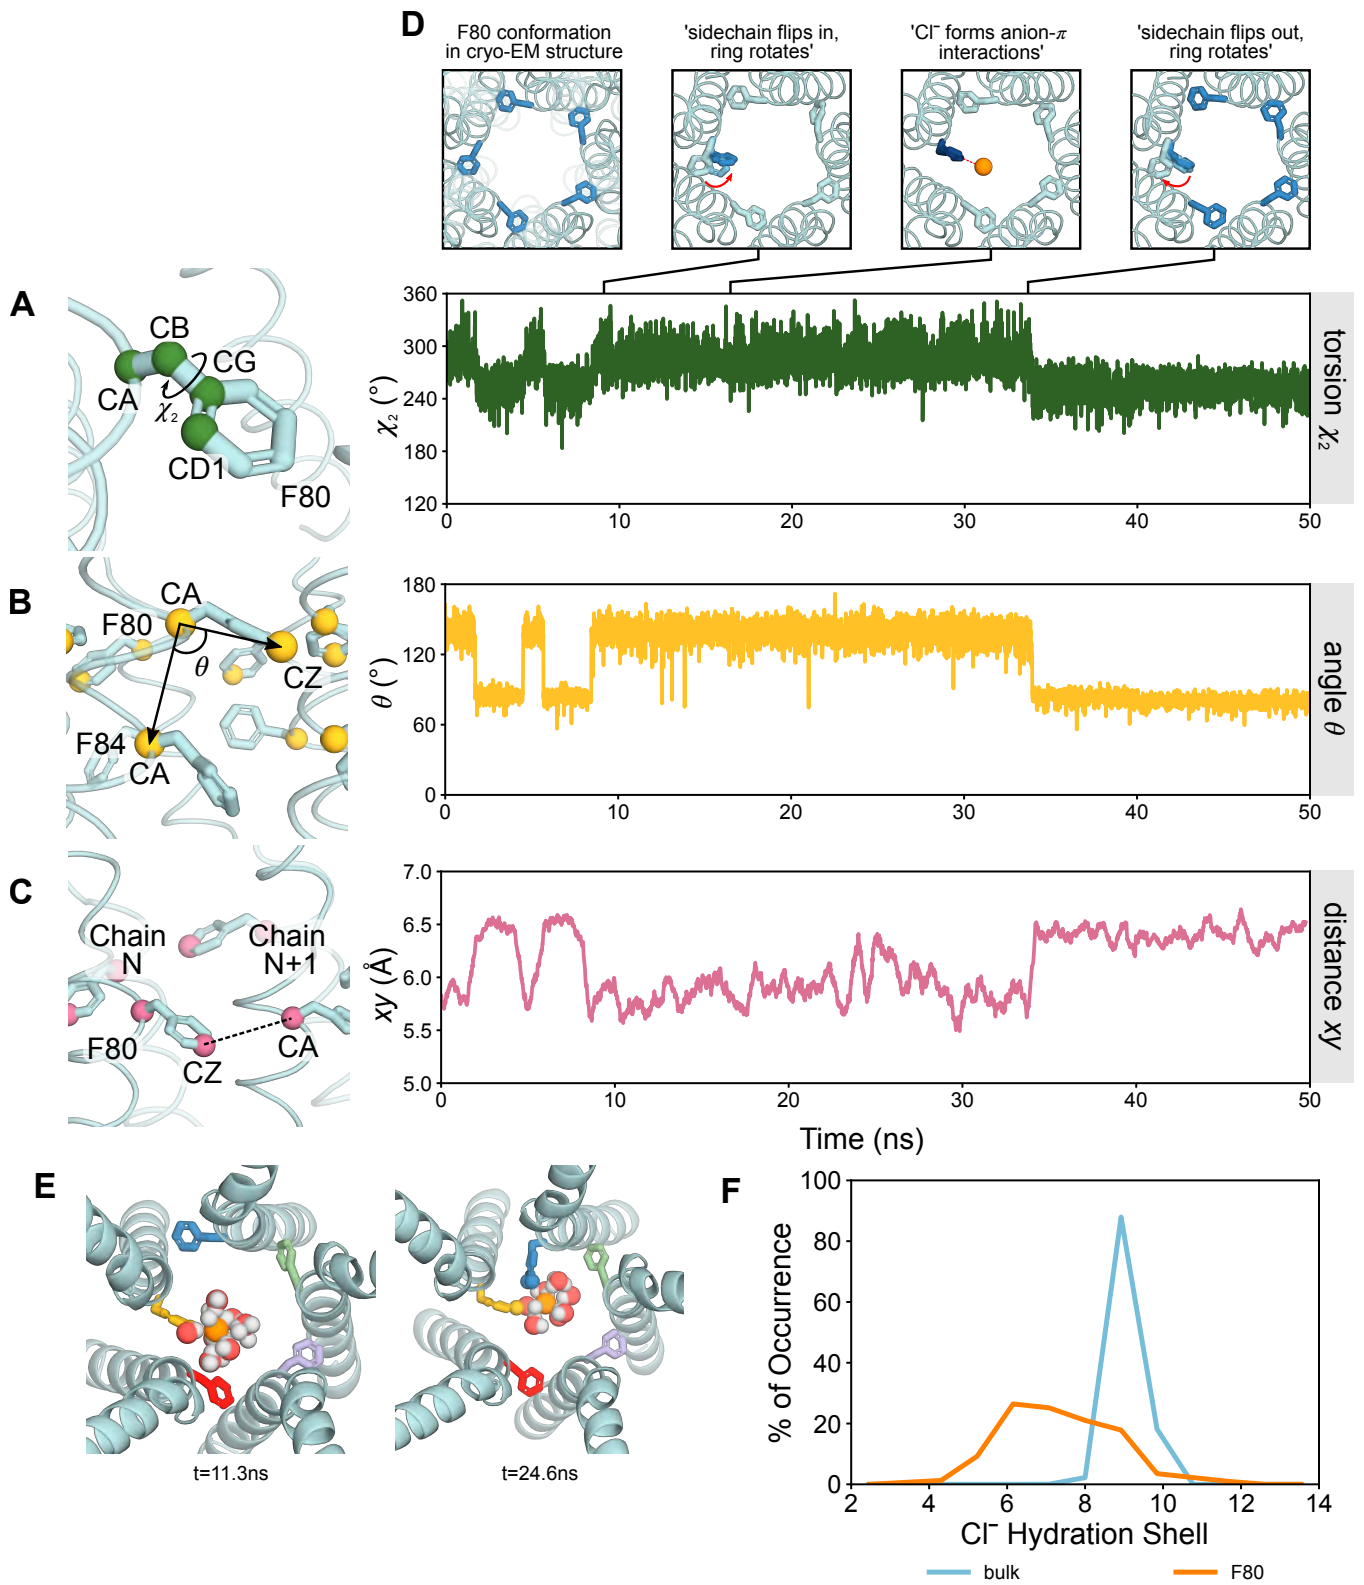 D
F80 conformation
in cryo-EM structure
'sidechain flips in,
ring rotates'
'Cl⁻ forms anion-π
interactions'
'sidechain flips out,
ring rotates'
A
CB
CG
CA
χ₂
CD1
F80
360
300
240
180
120
χ₂ (°)
0
10
20
30
40
50
torsion χ₂
B
CA
F80
θ
CZ
F84
CA
180
120
60
0
θ (°)
0
10
20
30
40
50
angle θ
C
Chain
N
Chain
N+1
F80
CZ
CA
7.0
6.5
6.0
5.5
5.0
xy (Å)
0
10
20
30
40
50
distance xy
Time (ns)
E
t=11.3ns
t=24.6ns
F
100
80
60
40
20
0
% of Occurrence
2
4
6
8
10
12
14
Cl⁻ Hydration Shell
bulk
F80